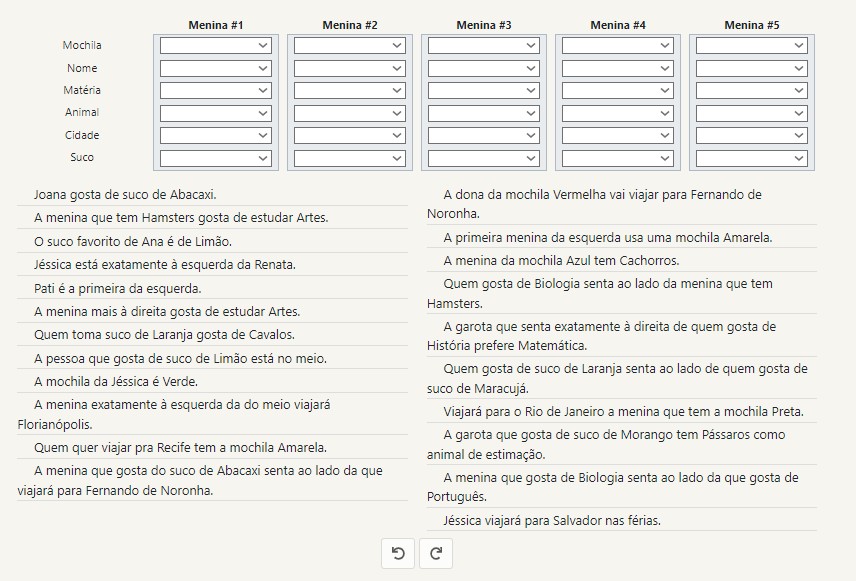 Menina #1 Menina #2 Menina #3 Menina #4 Menina #5
Mochila
Nome
Matéria
Animal
Cidade
Suco
Joana gosta de suco de Abacaxi.
A menina que tem Hamsters gosta de estudar Artes.
O suco favorito de Ana é de Limão.
Jéssica está exatamente à esquerda da Renata.
Pati é a primeira da esquerda.
A menina mais à direita gosta de estudar Artes.
Quem toma suco de Laranja gosta de Cavalos.
A pessoa que gosta de suco de Limão está no meio.
A mochila da Jéssica é Verde.
A menina exatamente à esquerda da do meio viajará
Florianópolis.
Quem quer viajar pra Recife tem a mochila Amarela.
A menina que gosta do suco de Abacaxi senta ao lado da que
viajará para Fernando de Noronha.
A dona da mochila Vermelha vai viajar para Fernando de
Noronha.
A primeira menina da esquerda usa uma mochila Amarela.
A menina da mochila Azul tem Cachorros.
Quem gosta de Biologia senta ao lado da menina que tem
Hamsters.
A garota que senta exatamente à direita de quem gosta de
História prefere Matemática.
Quem gosta de suco de Laranja senta ao lado de quem gosta de
suco de Maracujá.
Viajará para o Rio de Janeiro a menina que tem a mochila Preta.
A garota que gosta de suco de Morango tem Pássaros como
animal de estimação.
A menina que gosta de Biologia senta ao lado da que gosta de
Português.
Jéssica viajará para Salvador nas férias.